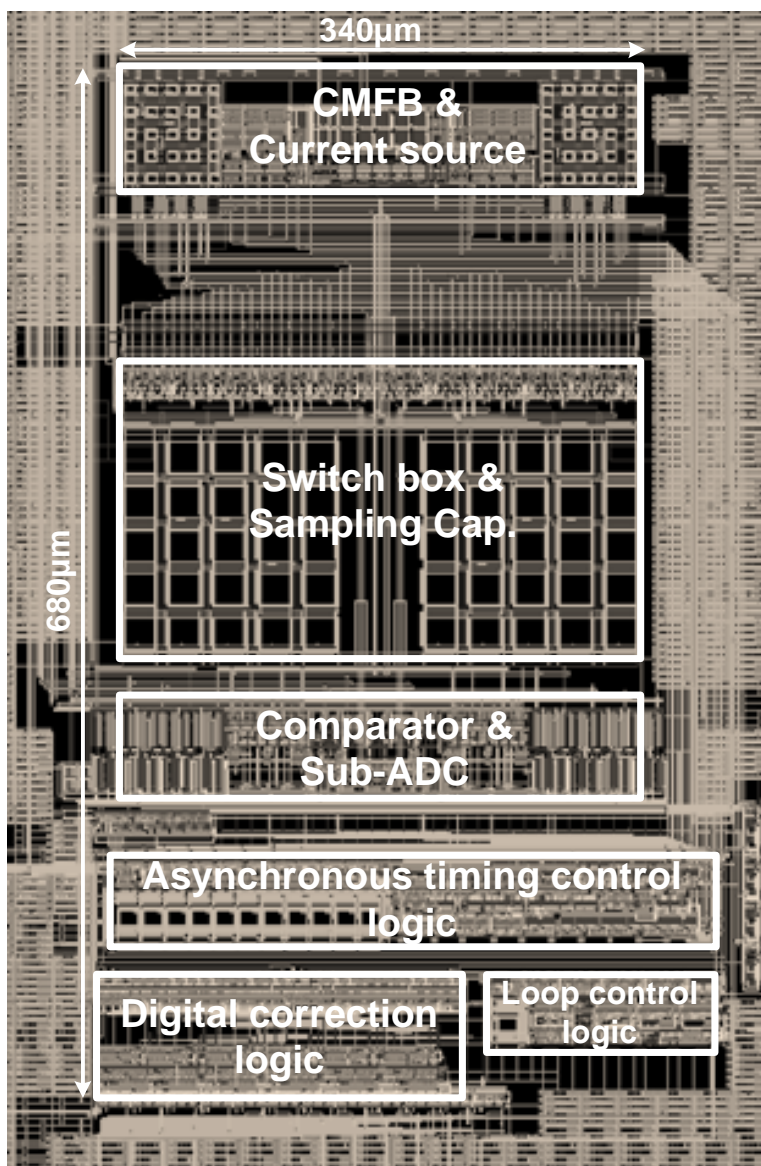 340μm
CMFB &
Current source
Switch box &
Sampling Cap.
680μm
Comparator &
Sub-ADC
Asynchronous timing control
logic
Digital correction
logic
Loop control
logic